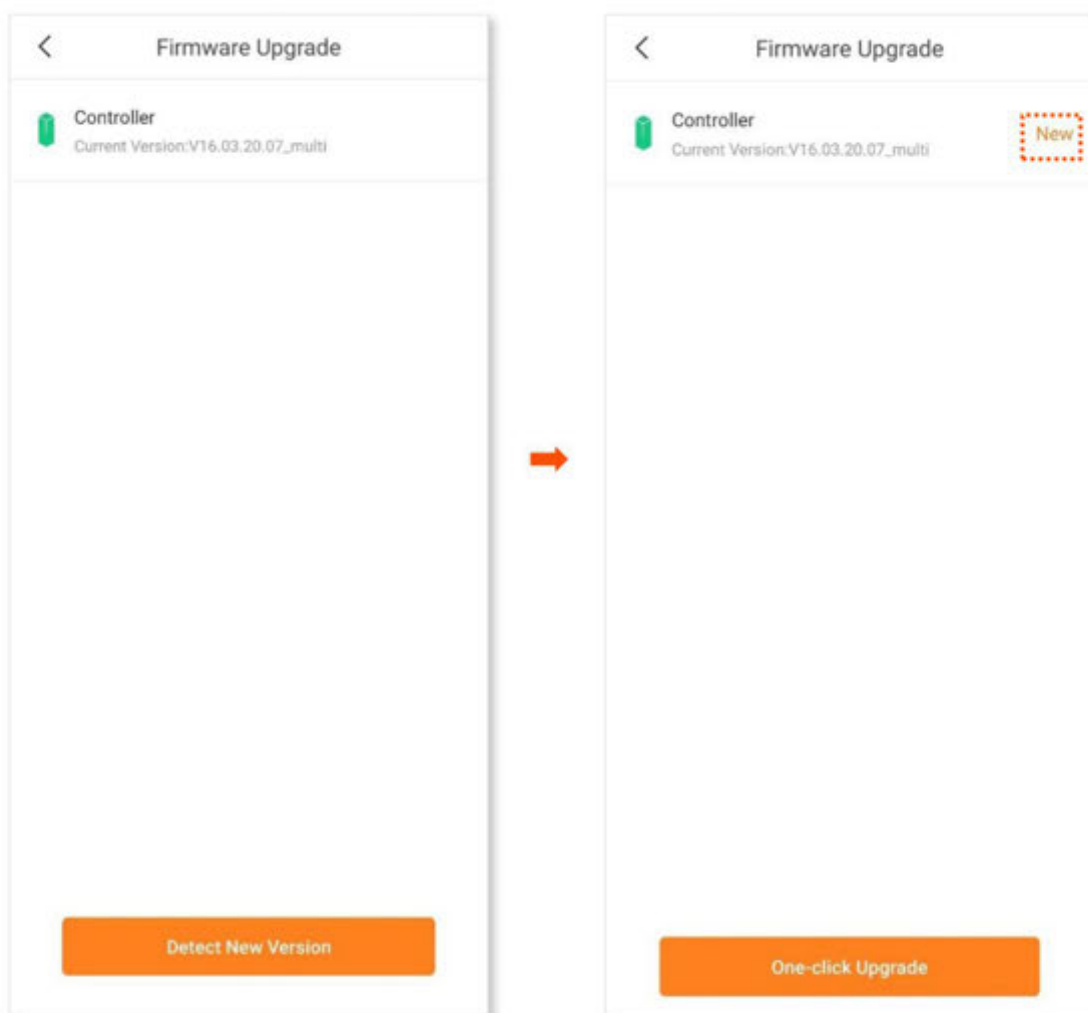 Firmware Upgrade
Controller
Current Version:V16.03.20.07_multi
Detect New Version
Firmware Upgrade
Controller
Current Version:V16.03.20.07_multi
New
One-click Upgrade